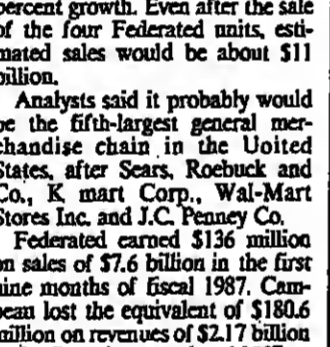 percent growth. Even after the sale
of the four Federated units, esti-
mated sales would be about $11
billion.
Analysts said it probably would
be the fifth-largest general mer-
chandise chain in the Uoited
States, after Sears, Roebuck and
Co., K mart Corp., Wal-Mart
Stores Inc. and J.C. Penney Co.
Federated earned $136 million
on sales of $7.6 billion in the first
nine months of fiscal 1987. Cam-
peau lost the equivalent of $180.6
million on revenues of $2.17 billion